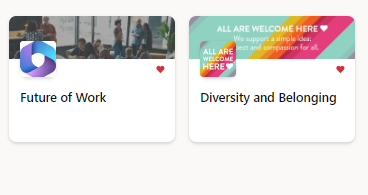 ALL ARE WELCOME HERE
We support a simple idea:
respect and compassion for all.
ALL ARE
WELCOME
HERE
Future of Work
Diversity and Belonging